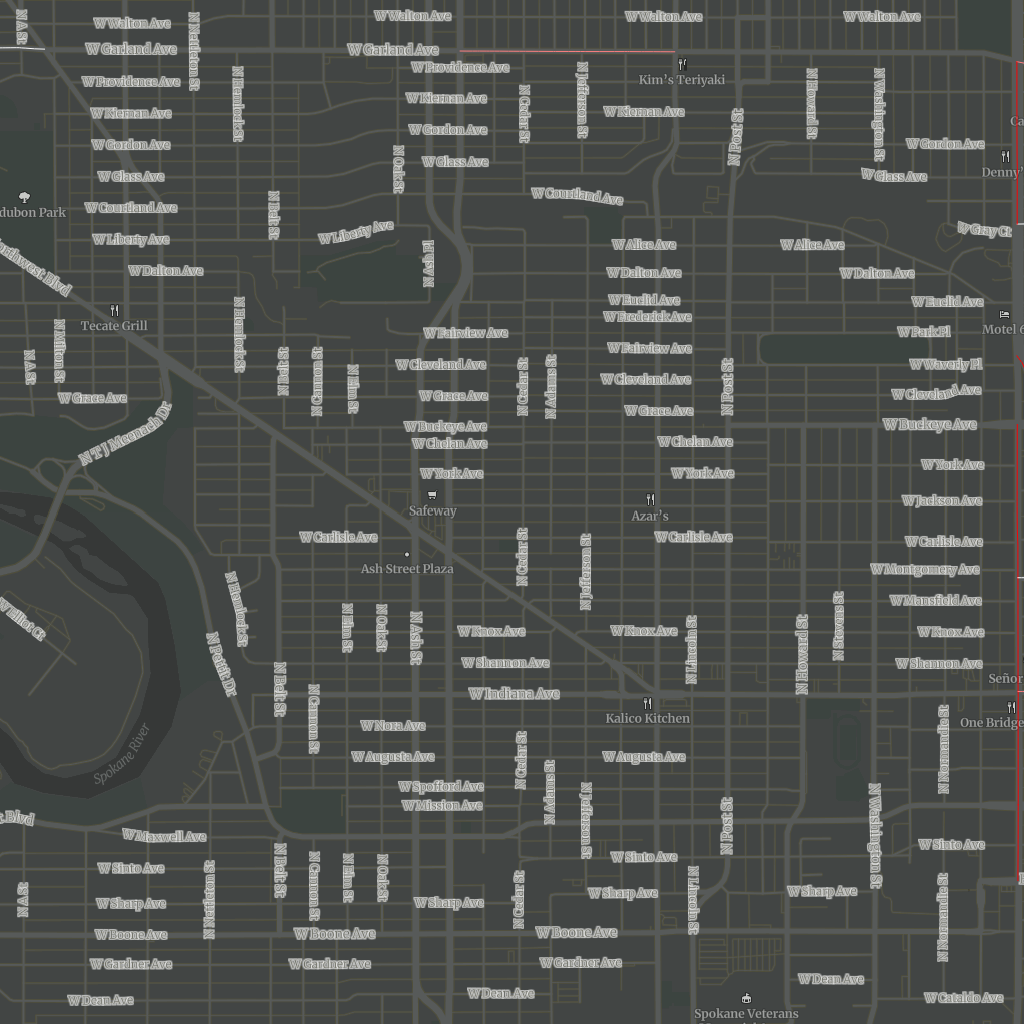 N A St
W Walton Ave
N Nettleton St
W Walton Ave
W Walton Ave
W Walton Ave
W Garland Ave
W Garland Ave
W Providence Ave
W Providence Ave
N Hemlock St
N Cedar St
N Jefferson St
Kim's Teriyaki
N Howard St
N Washington St
W Kiernan Ave
W Kiernan Ave
W Kiernan Ave
N Post St
W Gordon Ave
W Gordon Ave
W Gordon Ave
W Glass Ave
W Glass Ave
W Glass Ave
N Oak St
Denny'
W Courtland Ave
W Courtland Ave
dubon Park
N Belt St
W Liberty Ave
W Liberty Ave
W Gray Ct
W Alice Ave
W Alice Ave
N Ash Pl
W Dalton Ave
W Dalton Ave
W Dalton Ave
orthwest Blvd
W Euclid Ave
W Euclid Ave
W Frederick Ave
Tecate Grill
Motel 6
W Park Pl
N Hemlock St
W Fairview Ave
W Fairview Ave
N Milton St
N A St
N Belt St
N Cannon St
N Elm St
W Cleveland Ave
W Cleveland Ave
W Waverly Pl
W Cleveland Ave
N Cedar St
N Adams St
N Post St
W Grace Ave
W Grace Ave
W Grace Ave
N T J Meenach Dr
W Buckeye Ave
W Buckeye Ave
W Chelan Ave
W Chelan Ave
W York Ave
W York Ave
W York Ave
Safeway
Azar's
W Jackson Ave
W Carlisle Ave
W Carlisle Ave
W Carlisle Ave
N Cedar St
N Jefferson St
Ash Street Plaza
W Montgomery Ave
N Hemlock St
W Mansfield Ave
W Elliot Ct
N Elm St
N Oak St
N Ash St
W Knox Ave
W Knox Ave
W Knox Ave
N Stevens St
N Lincoln St
N Howard St
N Pettit Dr
N Belt St
W Shannon Ave
W Shannon Ave
Señor
W Indiana Ave
N Cannon St
Kalico Kitchen
One Bridge
W Nora Ave
N Normandie St
Spokane River
W Augusta Ave
W Augusta Ave
N Cedar St
N Adams St
W Spofford Ave
W Mission Ave
N Jefferson St
N Post St
N Washington St
Blvd
W Maxwell Ave
W Sinto Ave
W Sinto Ave
W Sinto Ave
N Belt St
N Cannon St
N Elm St
N Oak St
N A St
N Nettleton St
N Cedar St
N Lincoln St
N Normandie St
W Sharp Ave
W Sharp Ave
W Sharp Ave
W Sharp Ave
W Boone Ave
W Boone Ave
W Boone Ave
W Gardner Ave
W Gardner Ave
W Gardner Ave
W Dean Ave
W Dean Ave
W Dean Ave
W Cataldo Ave
Spokane Veterans